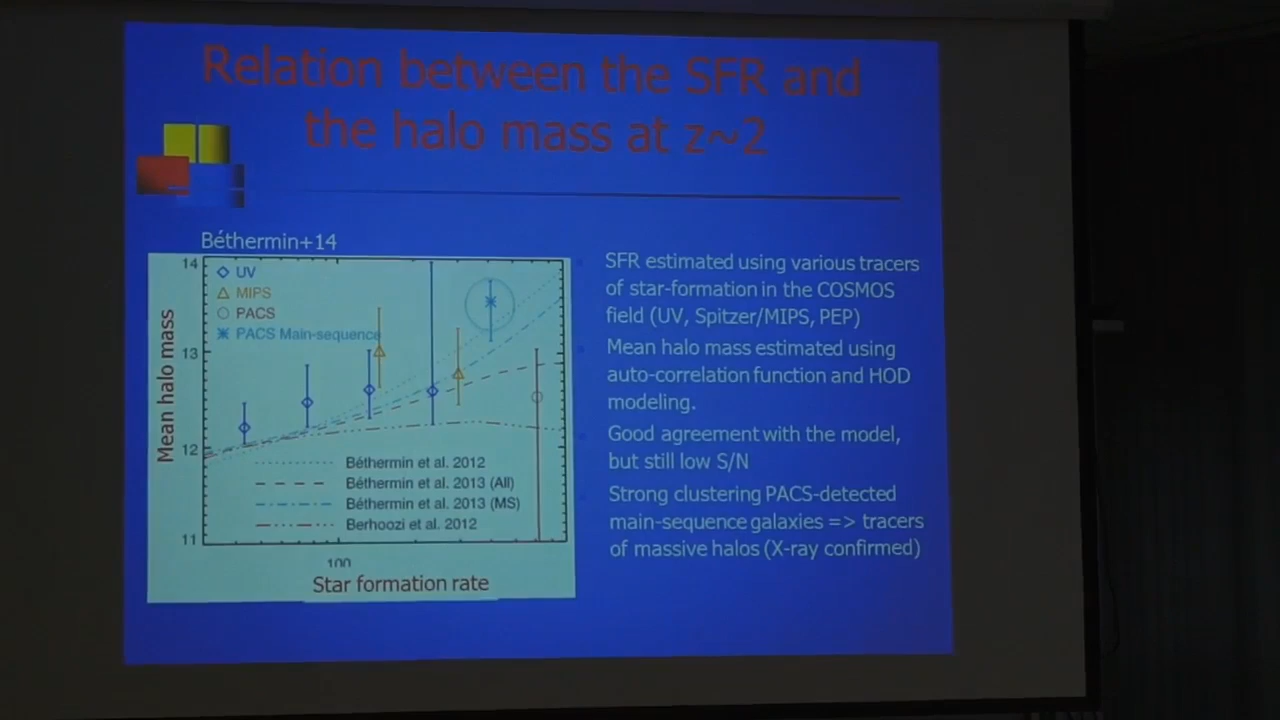 Relation between the SFR and
the halo mass at z~2
Béthermin+14
14
13
12
11
Mean halo mass
UV
MIPS
PACS
PACS Main-sequence
Béthermin et al. 2012
Béthermin et al. 2013 (All)
Béthermin et al. 2013 (MS)
Berhoozi et al. 2012
100
Star formation rate
SFR estimated using various tracers
of star-formation in the COSMOS
field (UV, Spitzer/MIPS, PEP)
Mean halo mass estimated using
auto-correlation function and HOD
modeling.
Good agreement with the model,
but still low S/N
Strong clustering PACS-detected
main-sequence galaxies => tracers
of massive halos (X-ray confirmed)